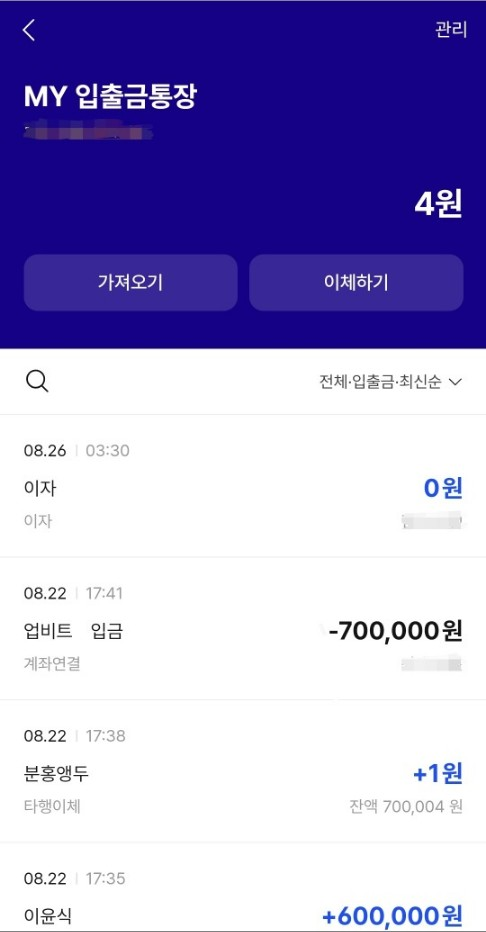 관리
MY 입출금통장
4원
가져오기 이체하기
전체·입출금·최신순
08.26 03:30
이자 0원
이자
08.22 17:41
업비트 입금 -700,000원
계좌연결
08.22 17:38
분홍앵두 +1원
타행이체 잔액 700,004 원
08.22 17:35
이윤식 +600,000원